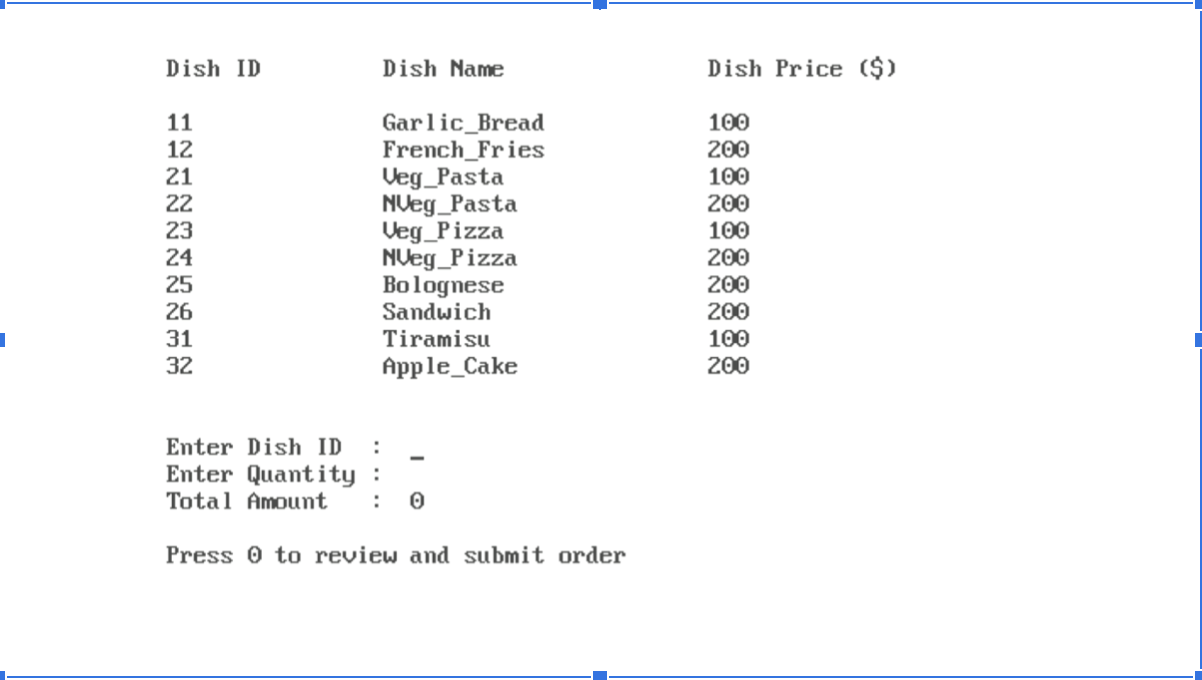 Dish ID Dish Name Dish Price ($)
11 Garlic_Bread 100
12 French_Fries 200
21 Veg_Pasta 100
22 NVeg_Pasta 200
23 Veg_Pizza 100
24 NVeg_Pizza 200
25 Bolognese 200
26 Sandwich 200
31 Tiramisu 100
32 Apple_Cake 200
Enter Dish ID : _
Enter Quantity :
Total Amount : 0
Press 0 to review and submit order